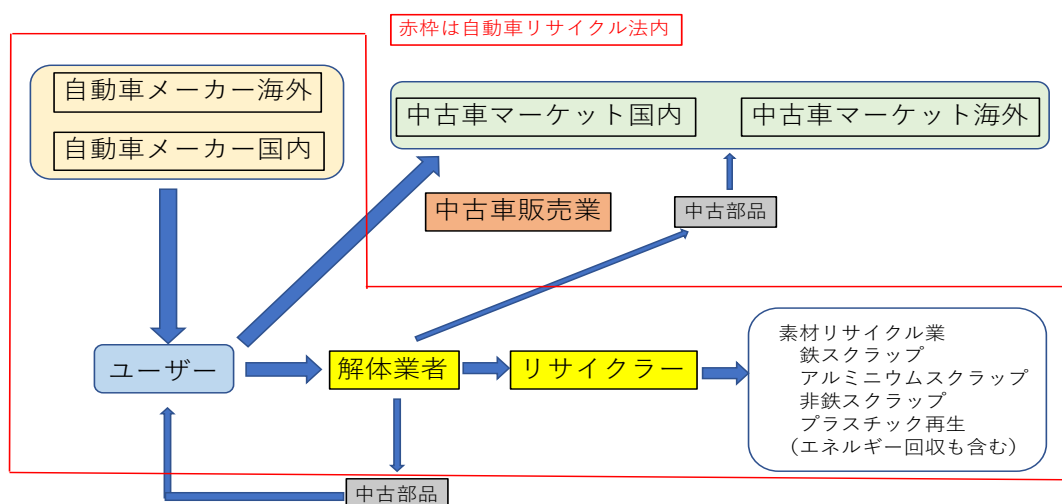 赤枠は自動車リサイクル法内
自動車メーカー海外
自動車メーカー国内
中古車マーケット国内
中古車マーケット海外
中古車販売業
中古部品
ユーザー
解体業者
リサイクラー
素材リサイクル業
鉄スクラップ
アルミニウムスクラップ
非鉄スクラップ
プラスチック再生
（エネルギー回収も含む）
中古部品